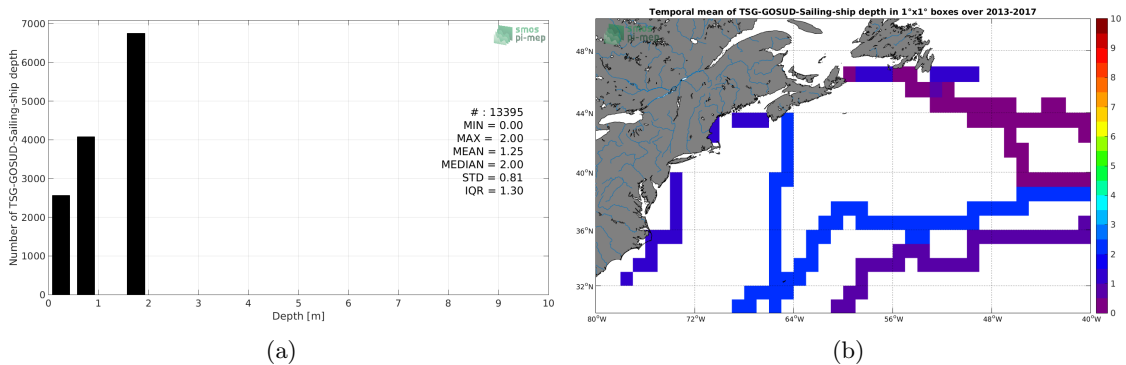 smos
pi-mep
7000
6000
5000
4000
3000
2000
1000
0
Number of TSG-GOSUD-Sailing-ship depth
# : 13395
MIN = 0.00
MAX = 2.00
MEAN = 1.25
MEDIAN = 2.00
STD = 0.81
IQR = 1.30
0 1 2 3 4 5 6 7 8 9 10
Depth [m]
(a)
Temporal mean of TSG-GOSUD-Sailing-ship depth in 1°x1° boxes over 2013-2017
smos
pi-mep
48°N
44°N
40°N
36°N
32°N
80°W 72°W 64°W 56°W 48°W 40°W
10
9
8
7
6
5
4
3
2
1
0
(b)